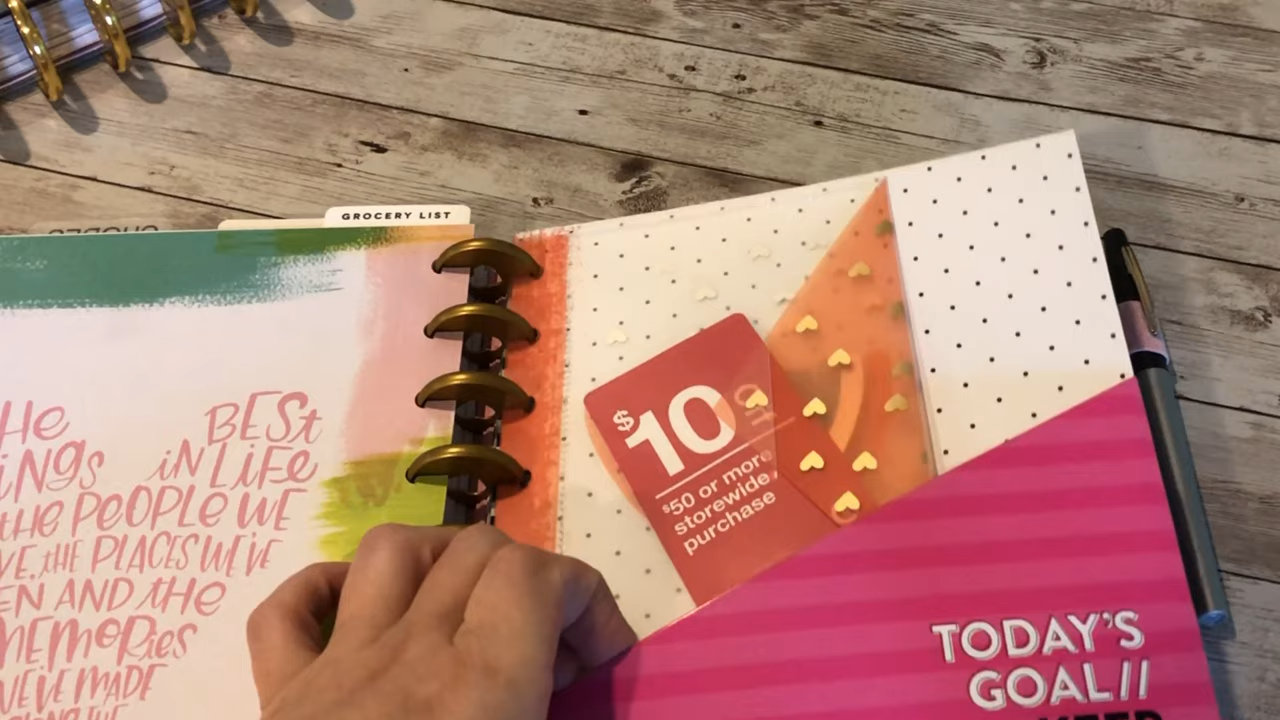 GROCERY LIST
HE BEST
INGS IN LIFE
THE PEOPLE WE
VE, THE PLACES WE'VE
EN AND THE
MEMORIES
WE'VE MADE
$10 Off
$50 or more
storewide
purchase
TODAY'S
GOAL//